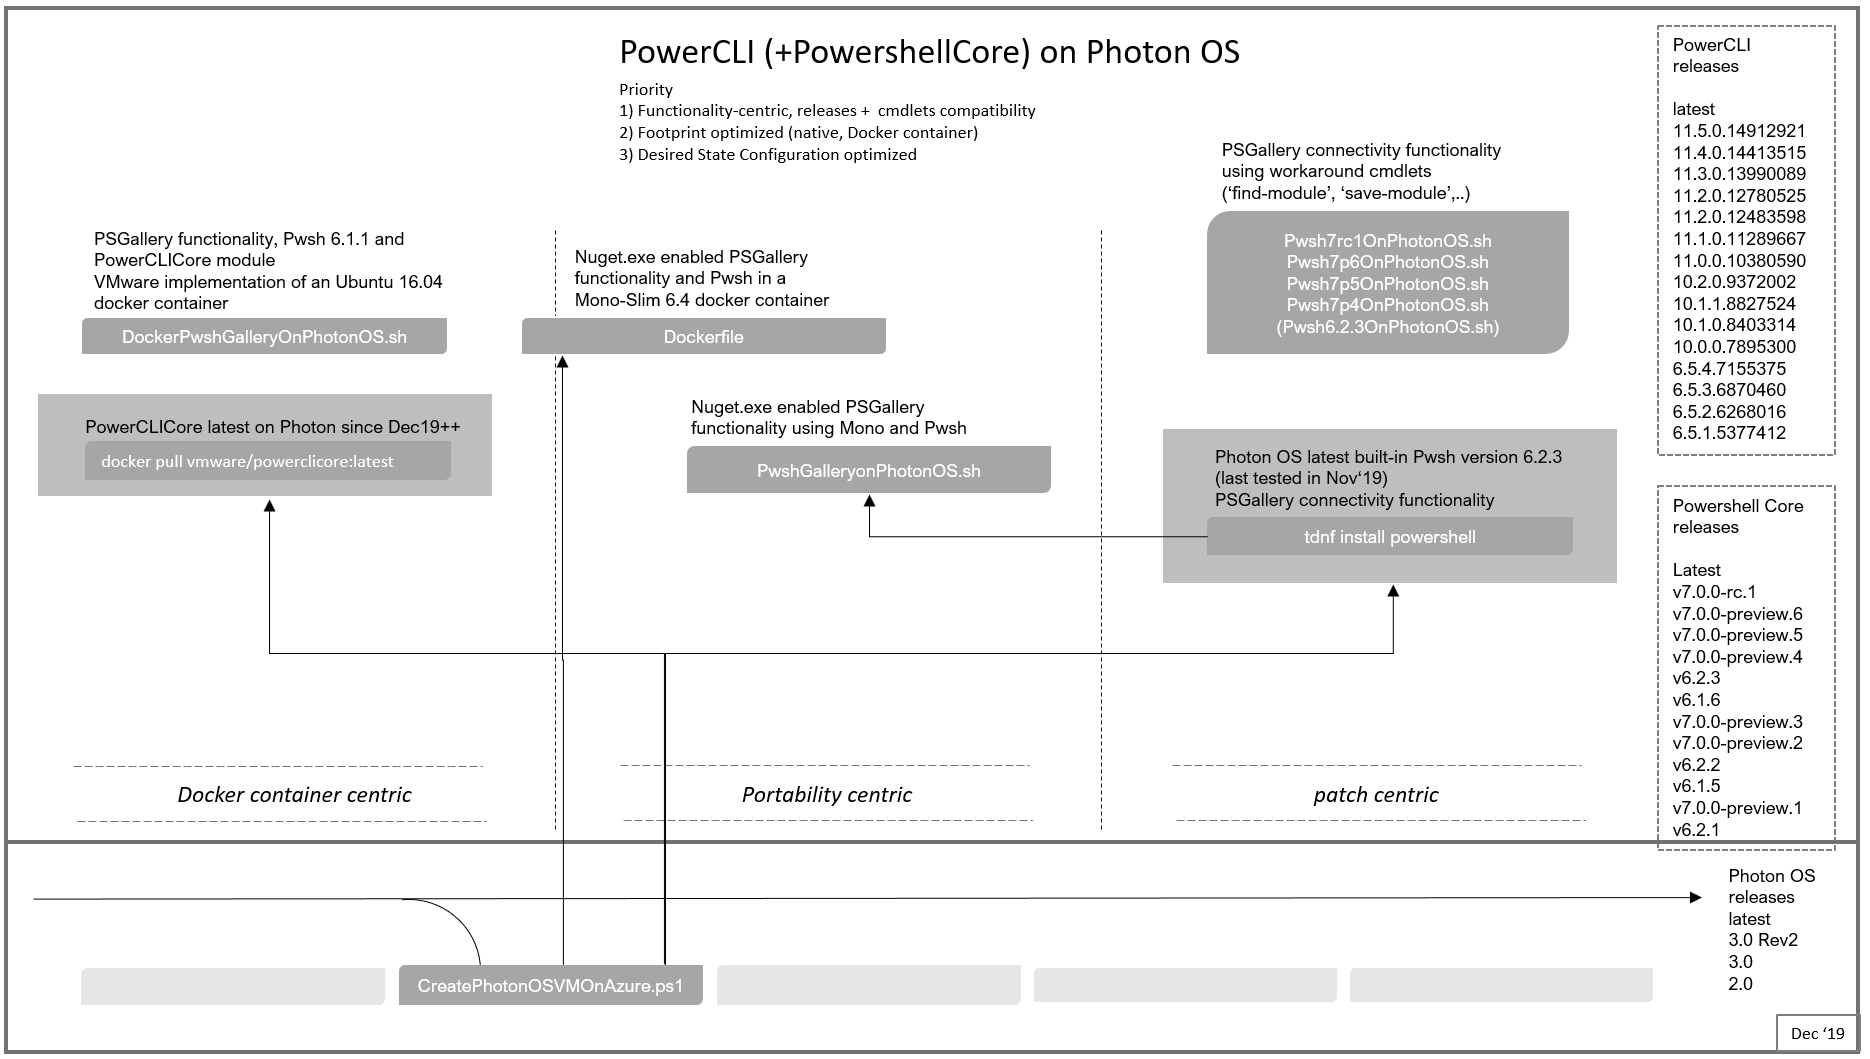 PowerCLI (+PowershellCore) on Photon OS
Priority
1) Functionality-centric, releases +  cmdlets compatibility
2) Footprint optimized (native, Docker container)
3) Desired State Configuration optimized
PSGallery functionality, Pwsh 6.1.1 and
PowerCLICore module
VMware implementation of an Ubuntu 16.04
docker container
DockerPwshGalleryOnPhotonOS.sh
PowerCLICore latest on Photon since Dec19++
docker pull vmware/powerclicore:latest
Nuget.exe enabled PSGallery
functionality and Pwsh in a
Mono-Slim 6.4 docker container
Dockerfile
Nuget.exe enabled PSGallery
functionality using Mono and Pwsh
PwshGalleryonPhotonOS.sh
PSGallery connectivity functionality
using workaround cmdlets
(‘find-module’, ‘save-module’,..)
Pwsh7rc1OnPhotonOS.sh
Pwsh7p6OnPhotonOS.sh
Pwsh7p5OnPhotonOS.sh
Pwsh7p4OnPhotonOS.sh
(Pwsh6.2.3OnPhotonOS.sh)
Photon OS latest built-in Pwsh version 6.2.3
(last tested in Nov‘19)
PSGallery connectivity functionality
tdnf install powershell
Docker container centric
Portability centric
patch centric
PowerCLI
releases
latest
11.5.0.14912921
11.4.0.14413515
11.3.0.13990089
11.2.0.12780525
11.2.0.12483598
11.1.0.11289667
11.0.0.10380590
10.2.0.9372002
10.1.1.8827524
10.1.0.8403314
10.0.0.7895300
6.5.4.7155375
6.5.3.6870460
6.5.2.6268016
6.5.1.5377412
Powershell Core
releases
Latest
v7.0.0-rc.1
v7.0.0-preview.6
v7.0.0-preview.5
v7.0.0-preview.4
v6.2.3
v6.1.6
v7.0.0-preview.3
v7.0.0-preview.2
v6.2.2
v6.1.5
v7.0.0-preview.1
v6.2.1
CreatePhotonOSVMOnAzure.ps1
Photon OS
releases
latest
3.0 Rev2
3.0
2.0
Dec ‘19